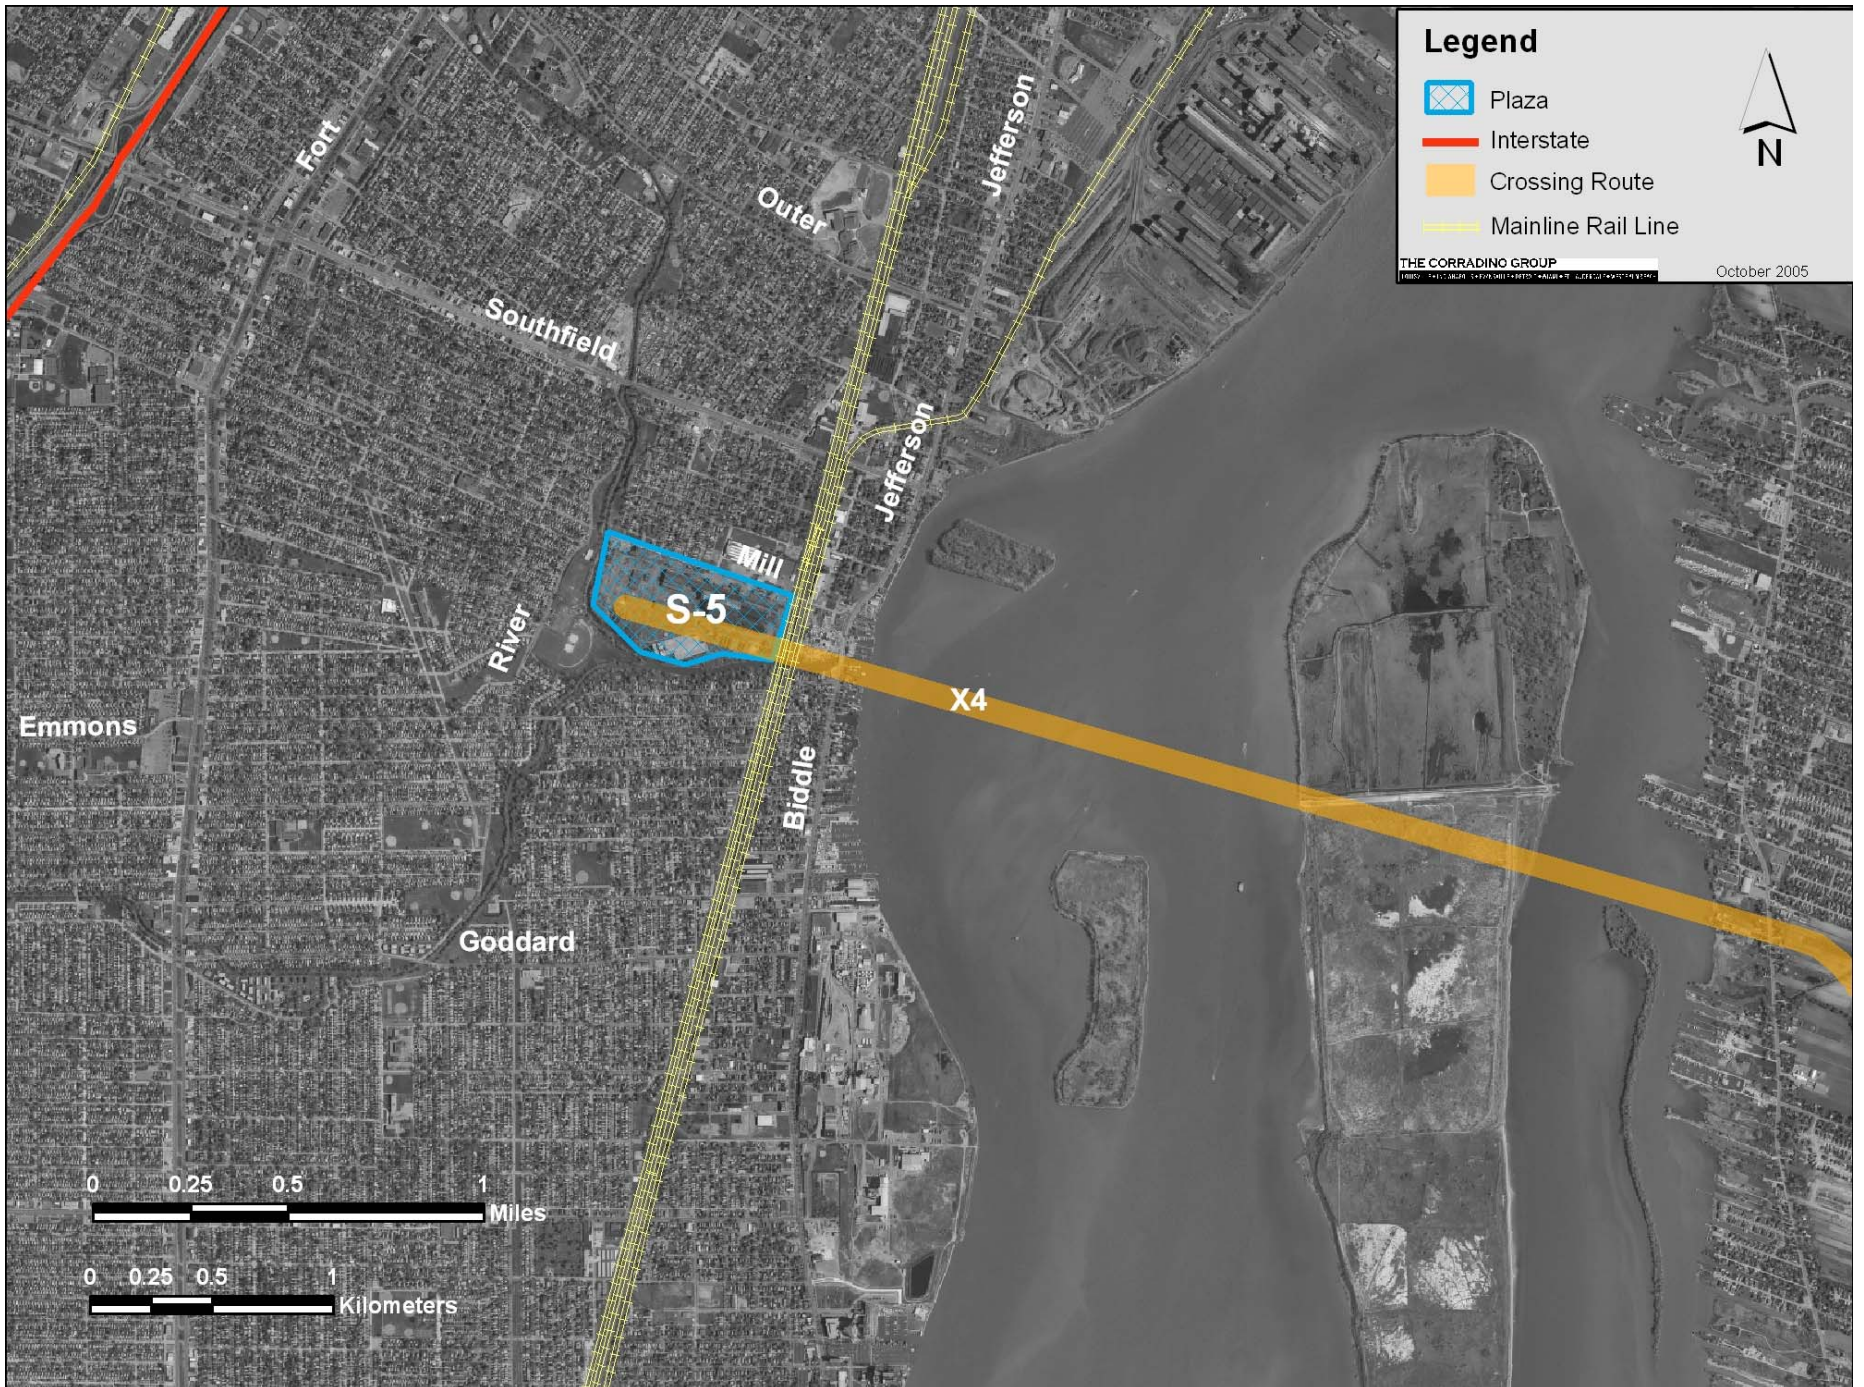 Legend
Plaza
Interstate
Crossing Route
Mainline Rail Line
N
THE CORRADINO GROUP
October 2005
Fort
Jefferson
Outer
Southfield
Jefferson
Mill
S-5
River
X4
Emmons
Biddle
Goddard
0 0.25 0.5 1
Miles
0 0.25 0.5 1
Kilometers